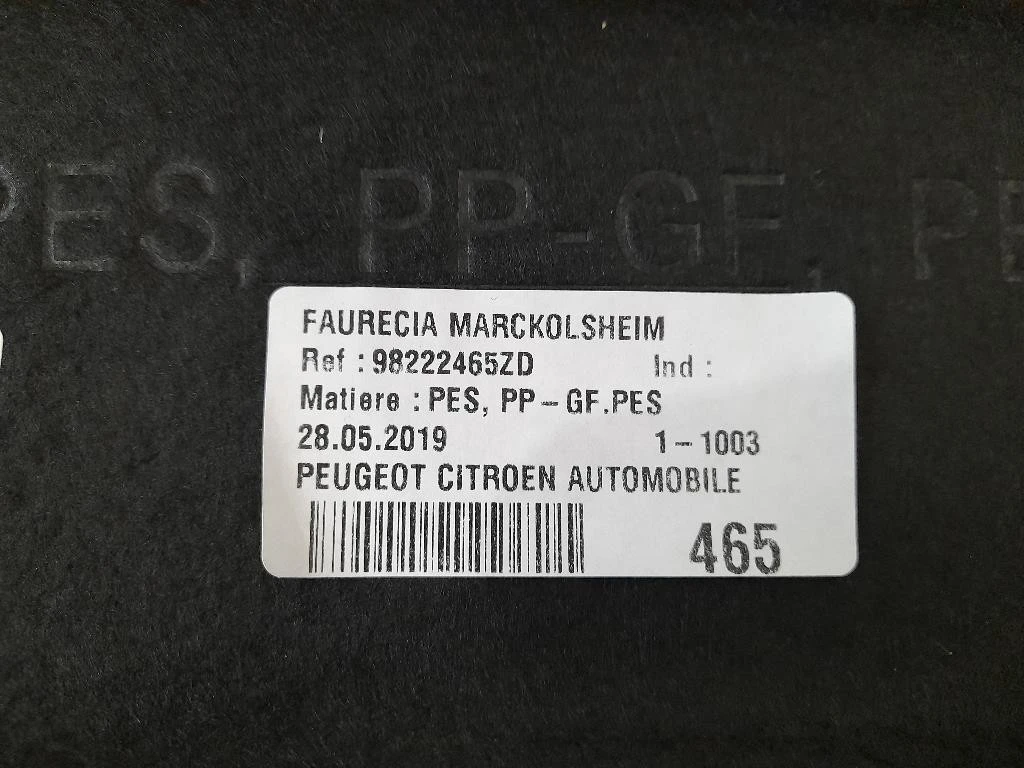 PES, PP-GF, PE
FAURECIA MARCKOLSHEIM
Ref : 98222465ZD Ind :
Matiere : PES, PP-GF.PES
28.05.2019 1-1003
PEUGEOT CITROEN AUTOMOBILE
465